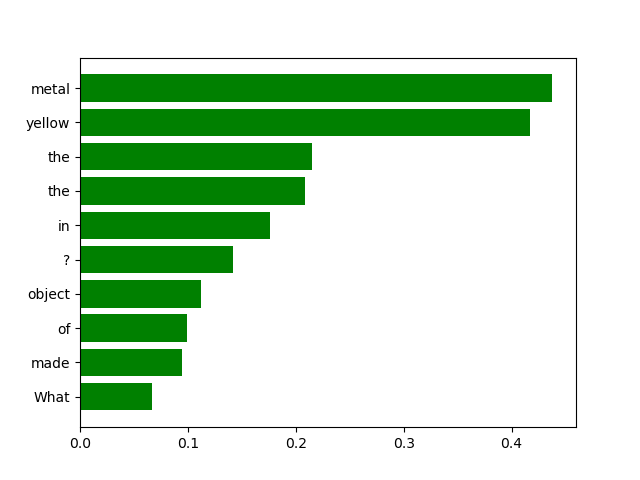 metal
yellow
the
the
in
?
object
of
made
What
0.0 0.1 0.2 0.3 0.4